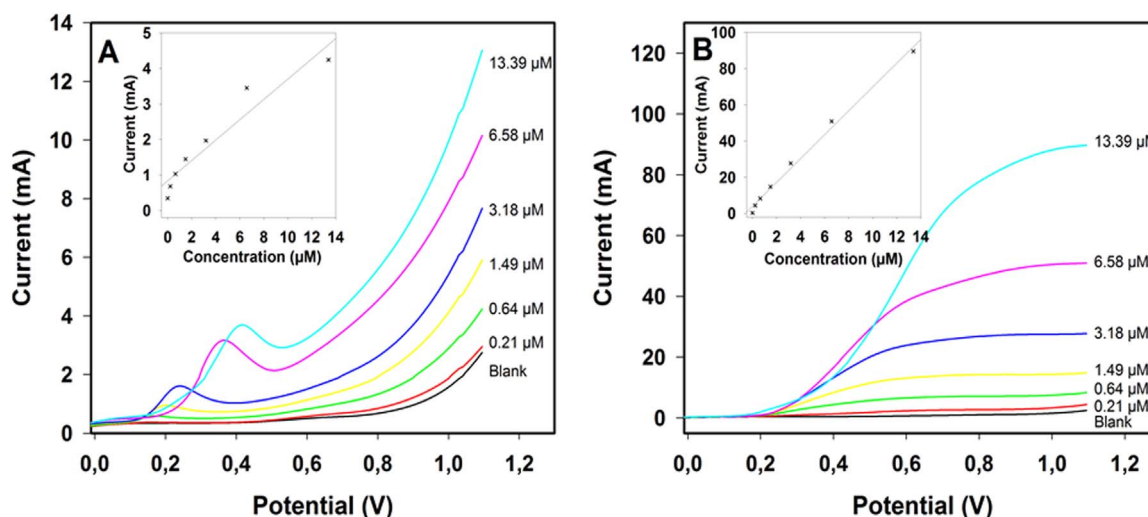 A
Current (mA)
14
12
10
8
6
4
2
0
0,0 0,2 0,4 0,6 0,8 1,0 1,2
Potential (V)
Current (mA)
5
4
3
2
1
0
0 2 4 6 8 10 12 14
Concentration (µM)
13.39 µM
6.58 µM
3.18 µM
1.49 µM
0.64 µM
0.21 µM
Blank
B
Current (mA)
120
100
80
60
40
20
0
0,0 0,2 0,4 0,6 0,8 1,0 1,2
Potential (V)
Current (mA)
100
80
60
40
20
0
0 2 4 6 8 10 12 14
Concentration (µM)
13.39 µM
6.58 µM
3.18 µM
1.49 µM
0.64 µM
0.21 µM
Blank